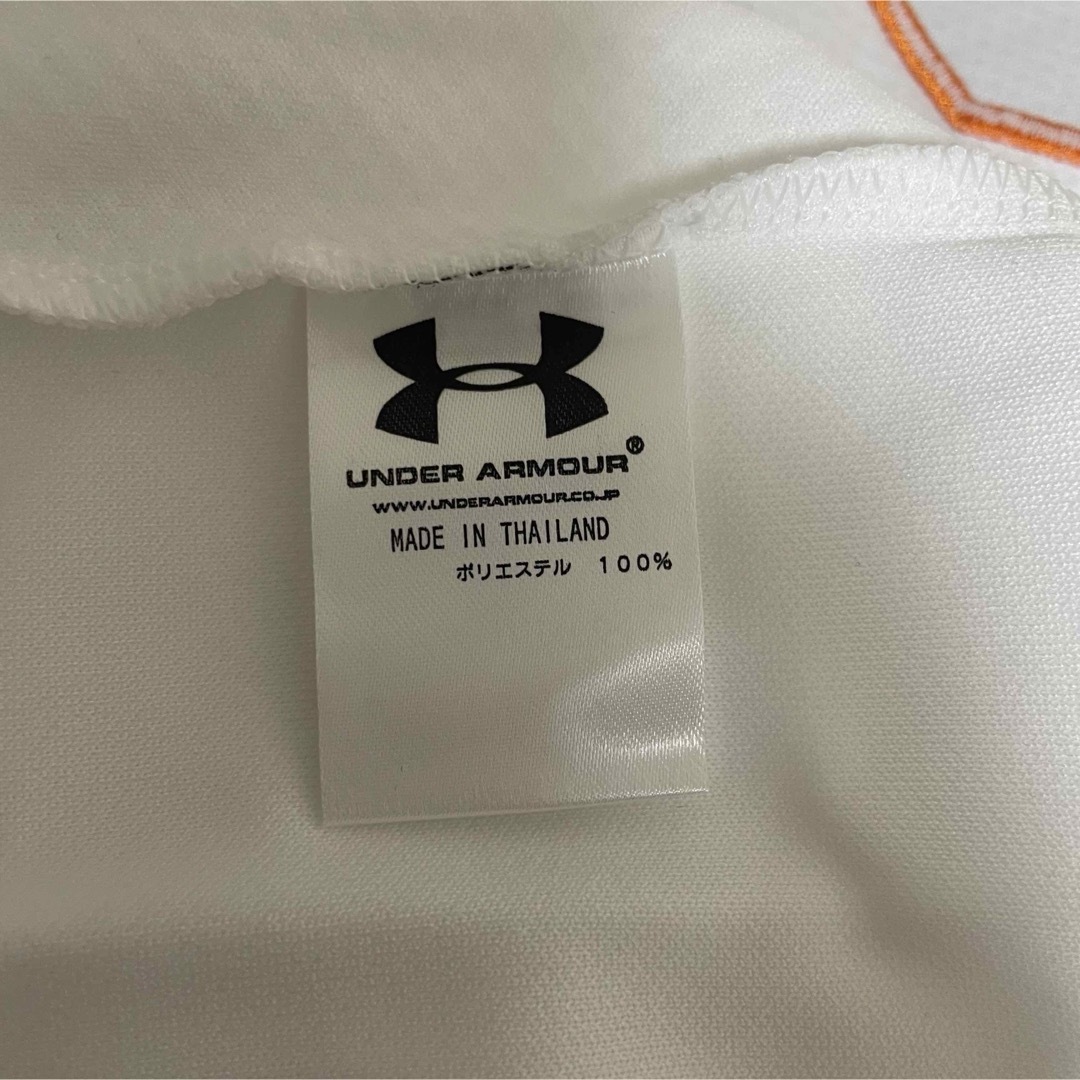 UNDER ARMOUR®
WWW.UNDERARMOUR.CO.JP
MADE IN THAILAND
ポリエステル 100%